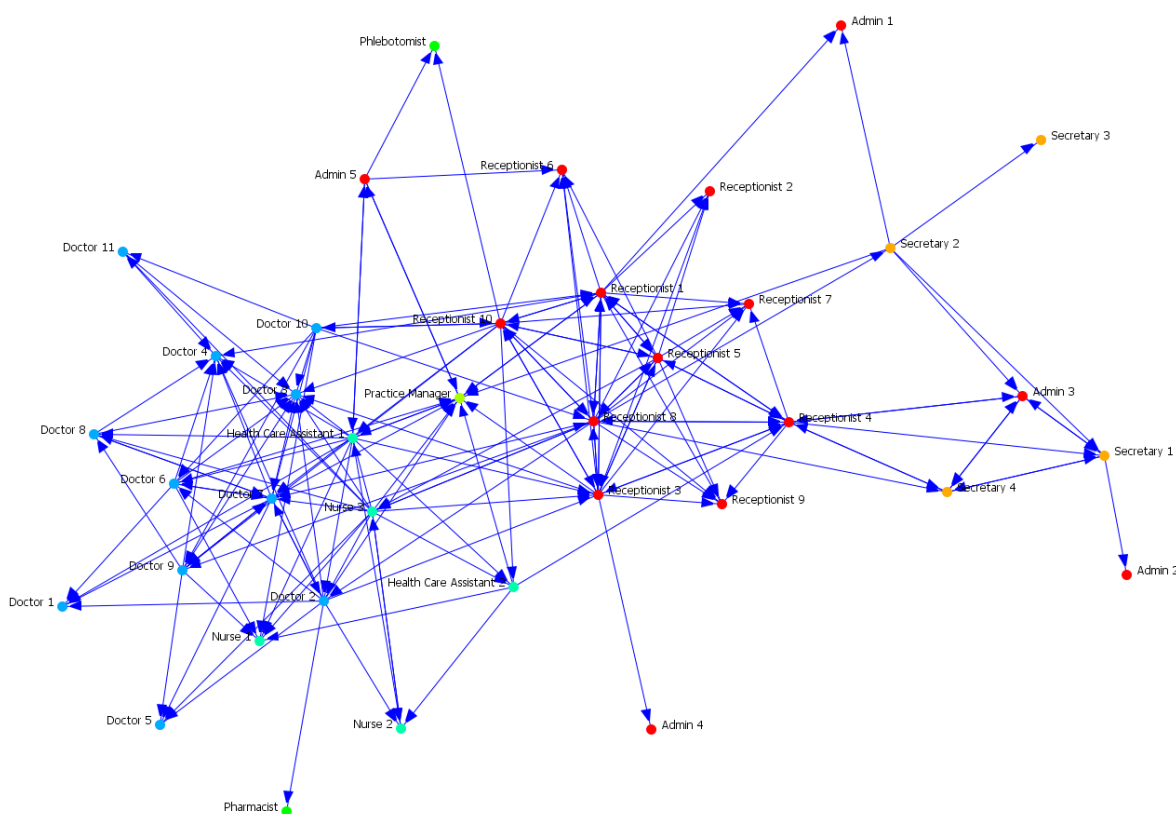 Admin 1
Phlebotomist
Secretary 3
Receptionist 6
Admin 5
Receptionist 2
Doctor 11
Secretary 2
Receptionist 1
Receptionist 7
Receptionist 10
Doctor 10
Doctor 4
Receptionist 5
Doctor 3
Practice Manager
Admin 3
Receptionist 8
Receptionist 4
Doctor 8
Health Care Assistant 1
Secretary 1
Doctor 6
Doctor
Secretary 4
Receptionist 3
Receptionist 9
Nurse 3
Doctor 9
Admin 2
Health Care Assistant 2
Doctor 2
Doctor 1
Nurse 1
Doctor 5
Nurse 2
Admin 4
Pharmacist